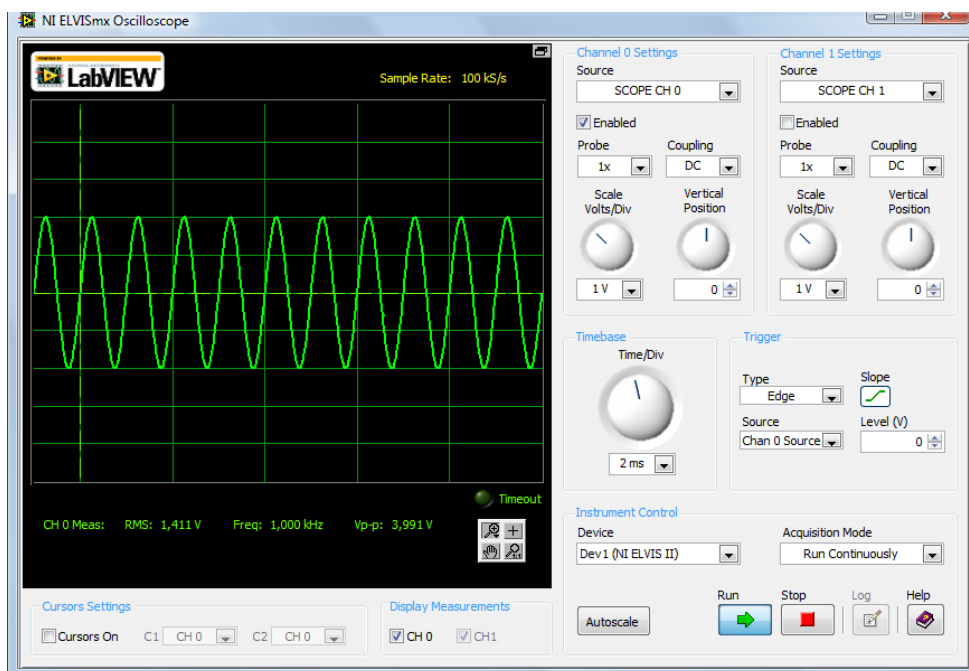 NI ELVISmx Oscilloscope
POWERED BY
NATIONAL INSTRUMENTS
LabVIEW
Sample Rate: 100 kS/s
Timeout
CH 0 Meas: RMS: 1,411 V Freq: 1,000 kHz Vp-p: 3,991 V
Cursors Settings
Cursors On C1 CH 0 C2 CH 0
Display Measurements
CH 0 CH1
Channel 0 Settings
Source
SCOPE CH 0
Enabled
Probe Coupling
1x DC
Scale Vertical
Volts/Div Position
1 V 0
Channel 1 Settings
Source
SCOPE CH 1
Enabled
Probe Coupling
1x DC
Scale Vertical
Volts/Div Position
1 V 0
Timebase
Time/Div
2 ms
Trigger
Type Slope
Edge
Source Level (V)
Chan 0 Source 0
Instrument Control
Device Acquisition Mode
Dev1 (NI ELVIS II) Run Continuously
Run Stop Log Help
Autoscale